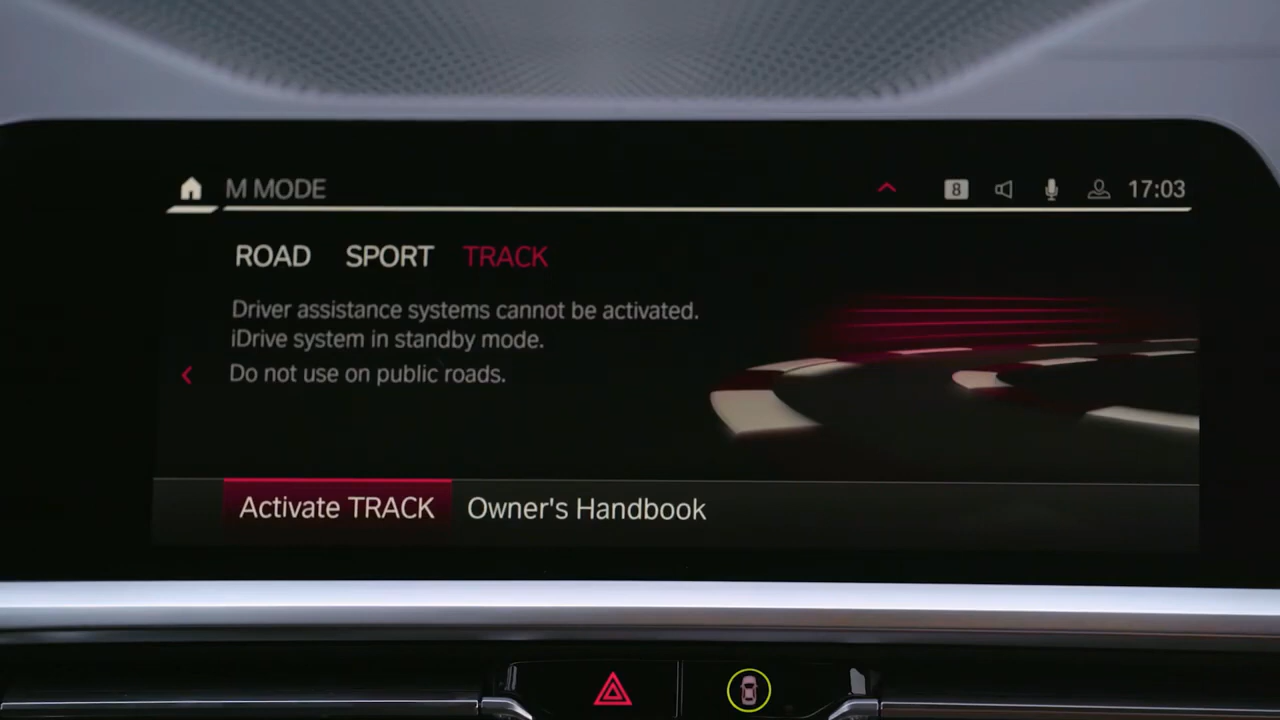 M MODE
8
17:03
ROAD SPORT TRACK
Driver assistance systems cannot be activated.
iDrive system in standby mode.
Do not use on public roads.
Activate TRACK Owner's Handbook